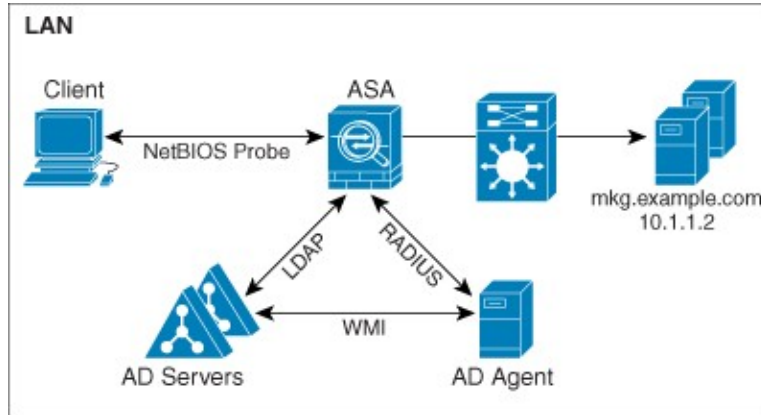 LAN
Client
ASA
NetBIOS Probe
mkg.example.com
10.1.1.2
LDAP
RADIUS
WMI
AD Servers
AD Agent